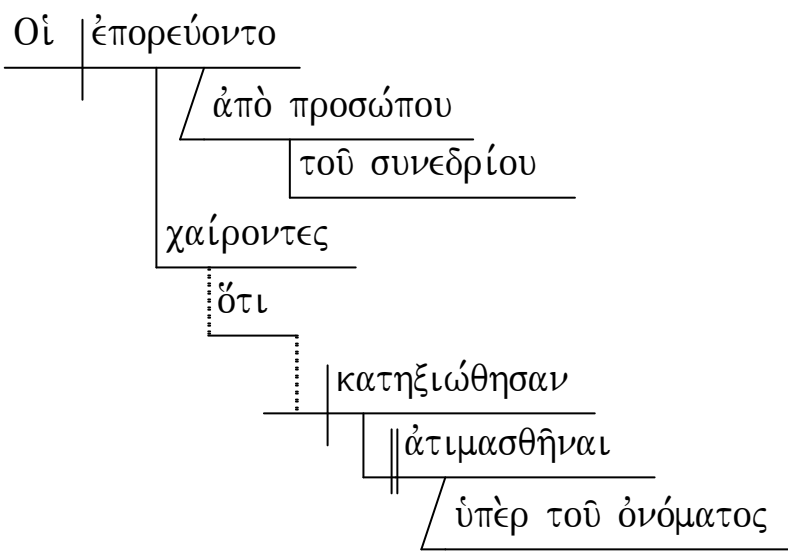 Οἱ ἐπορεύοντο
ἀπὸ προσώπου
τοῦ συνεδρίου
χαίροντες
ὅτι
κατηξιώθησαν
ἀτιμασθῆναι
ὑπὲρ τοῦ ὀνόματος